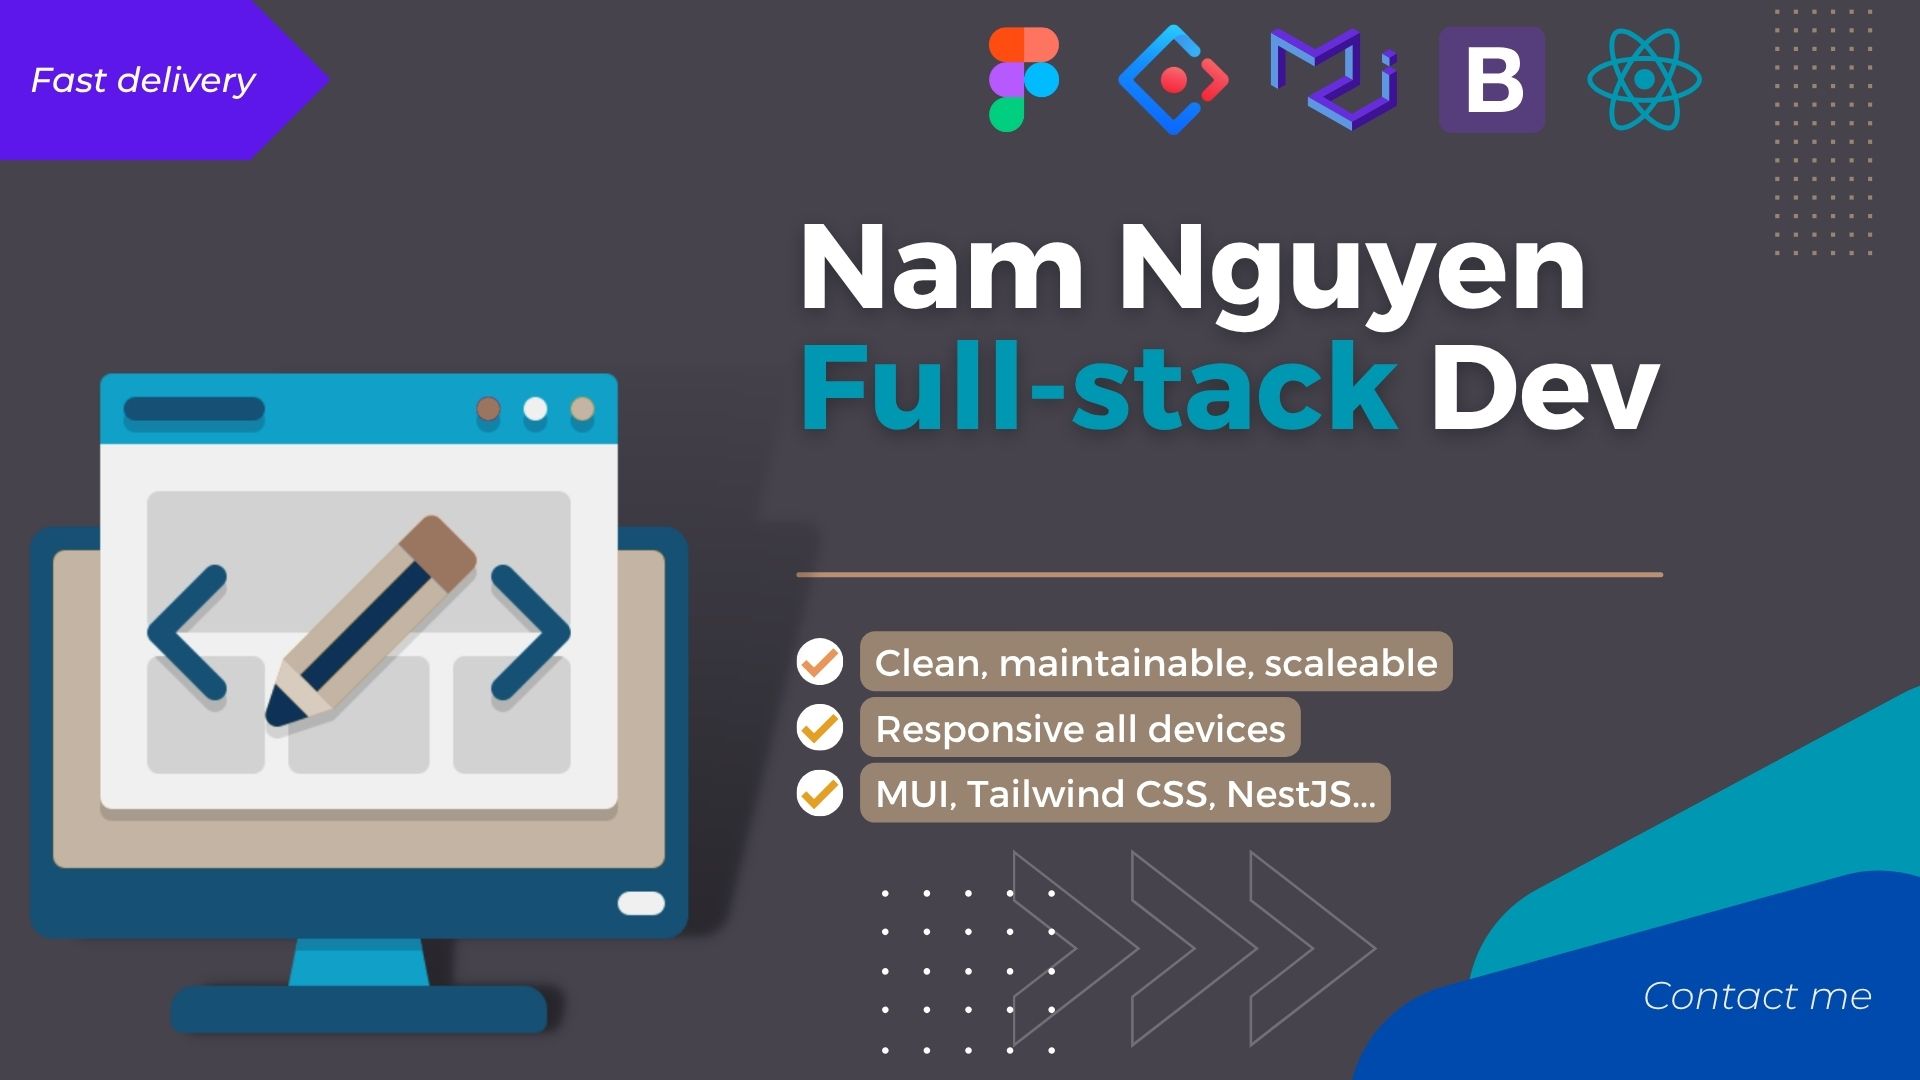 Fast delivery
B
Nam Nguyen
Full-stack Dev
Clean, maintainable, scaleable
Responsive all devices
MUI, Tailwind CSS, NestJS...
Contact me